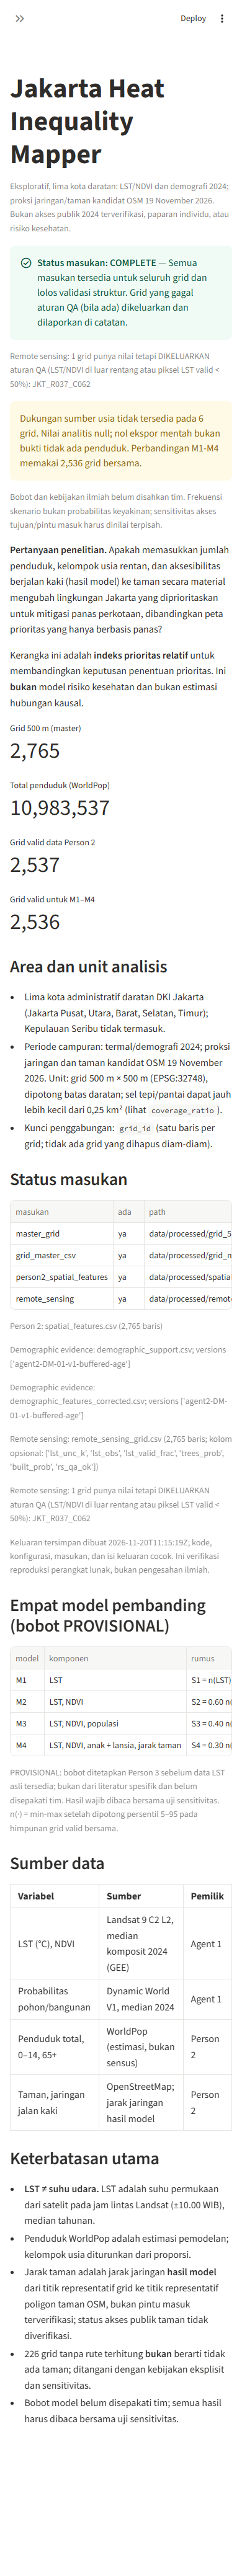 Deploy
Jakarta Heat
Inequality
Mapper
Eksploratif, lima kota daratan: LST/NDVI dan demografi 2024;
proksi jaringan/taman kandidat OSM 19 November 2026.
Bukan akses publik 2024 terverifikasi, paparan individu, atau
risiko kesehatan.
Status masukan: COMPLETE — Semua
masukan tersedia untuk seluruh grid dan
lolos validasi struktur. Grid yang gagal
aturan QA (bila ada) dikeluarkan dan
dilaporkan di catatan.
Remote sensing: 1 grid punya nilai tetapi DIKELUARKAN
aturan QA (LST/NDVI di luar rentang atau piksel LST valid <
50%): JKT_R037_C062
Dukungan sumber usia tidak tersedia pada 6
grid. Nilai analitis null; nol ekspor mentah bukan
bukti tidak ada penduduk. Perbandingan M1-M4
memakai 2,536 grid bersama.
Bobot dan kebijakan ilmiah belum disahkan tim. Frekuensi
skenario bukan probabilitas keyakinan; sensitivitas akses
tujuan/pintu masuk harus dinilai terpisah.
Pertanyaan penelitian. Apakah memasukkan jumlah
penduduk, kelompok usia rentan, dan aksesibilitas
berjalan kaki (hasil model) ke taman secara material
mengubah lingkungan Jakarta yang diprioritaskan
untuk mitigasi panas perkotaan, dibandingkan peta
prioritas yang hanya berbasis panas?
Kerangka ini adalah indeks prioritas relatif untuk
membandingkan keputusan penentuan prioritas. Ini
bukan model risiko kesehatan dan bukan estimasi
hubungan kausal.
Grid 500 m (master)
2,765
Total penduduk (WorldPop)
10,983,537
Grid valid data Person 2
2,537
Grid valid untuk M1–M4
2,536
Area dan unit analisis
• Lima kota administratif daratan DKI Jakarta
(Jakarta Pusat, Utara, Barat, Selatan, Timur);
Kepulauan Seribu tidak termasuk.
• Periode campuran: termal/demografi 2024; proksi
jaringan dan taman kandidat OSM 19 November
2026. Unit: grid 500 m × 500 m (EPSG:32748),
dipotong batas daratan; sel tepi/pantai dapat jauh
lebih kecil dari 0,25 km² (lihat coverage_ratio ).
• Kunci penggabungan: grid_id (satu baris per
grid; tidak ada grid yang dihapus diam-diam).
Status masukan
masukan ada path
master_grid ya data/processed/grid_5
grid_master_csv ya data/processed/grid_n
person2_spatial_features ya data/processed/spatial
remote_sensing ya data/processed/remote
Person 2: spatial_features.csv (2,765 baris)
Demographic evidence: demographic_support.csv; versions
['agent2-DM-01-v1-buffered-age']
Demographic evidence:
demographic_features_corrected.csv; versions ['agent2-DM-
01-v1-buffered-age']
Remote sensing: remote_sensing_grid.csv (2,765 baris; kolom
opsional: ['lst_unc_k', 'lst_obs', 'lst_valid_frac', 'trees_prob',
'built_prob', 'rs_qa_ok'])
Remote sensing: 1 grid punya nilai tetapi DIKELUARKAN
aturan QA (LST/NDVI di luar rentang atau piksel LST valid <
50%): JKT_R037_C062
Keluaran tersimpan dibuat 2026-11-20T11:15:19Z; kode,
konfigurasi, masukan, dan isi keluaran cocok. Ini verifikasi
reproduksi perangkat lunak, bukan pengesahan ilmiah.
Empat model pembanding
(bobot PROVISIONAL)
model komponen rumus
M1 LST S1 = n(LST)
M2 LST, NDVI S2 = 0.60 n(
M3 LST, NDVI, populasi S3 = 0.40 n(
M4 LST, NDVI, anak + lansia, jarak taman S4 = 0.30 n(
PROVISIONAL: bobot ditetapkan Person 3 sebelum data LST
asli tersedia; bukan dari literatur spesifik dan belum
disepakati tim. Hasil wajib dibaca bersama uji sensitivitas.
n(·) = min-max setelah dipotong persentil 5–95 pada
himpunan grid valid bersama.
Sumber data
Variabel Sumber Pemilik
LST (°C), NDVI Landsat 9 C2 L2,
median
komposit 2024
(GEE) Agent 1
Probabilitas
pohon/bangunan Dynamic World
V1, median 2024 Agent 1
Penduduk total,
0–14, 65+ WorldPop
(estimasi, bukan
sensus) Person
2
Taman, jaringan
jalan kaki OpenStreetMap;
jarak jaringan
hasil model Person
2
Keterbatasan utama
• LST ≠ suhu udara. LST adalah suhu permukaan
dari satelit pada jam lintas Landsat (±10.00 WIB),
median tahunan.
• Penduduk WorldPop adalah estimasi pemodelan;
kelompok usia diturunkan dari proporsi.
• Jarak taman adalah jarak jaringan hasil model
dari titik representatif grid ke titik representatif
poligon taman OSM, bukan pintu masuk
terverifikasi; status akses publik taman tidak
diverifikasi.
• 226 grid tanpa rute terhitung bukan berarti tidak
ada taman; ditangani dengan kebijakan eksplisit
dan sensitivitas.
• Bobot model belum disepakati tim; semua hasil
harus dibaca bersama uji sensitivitas.